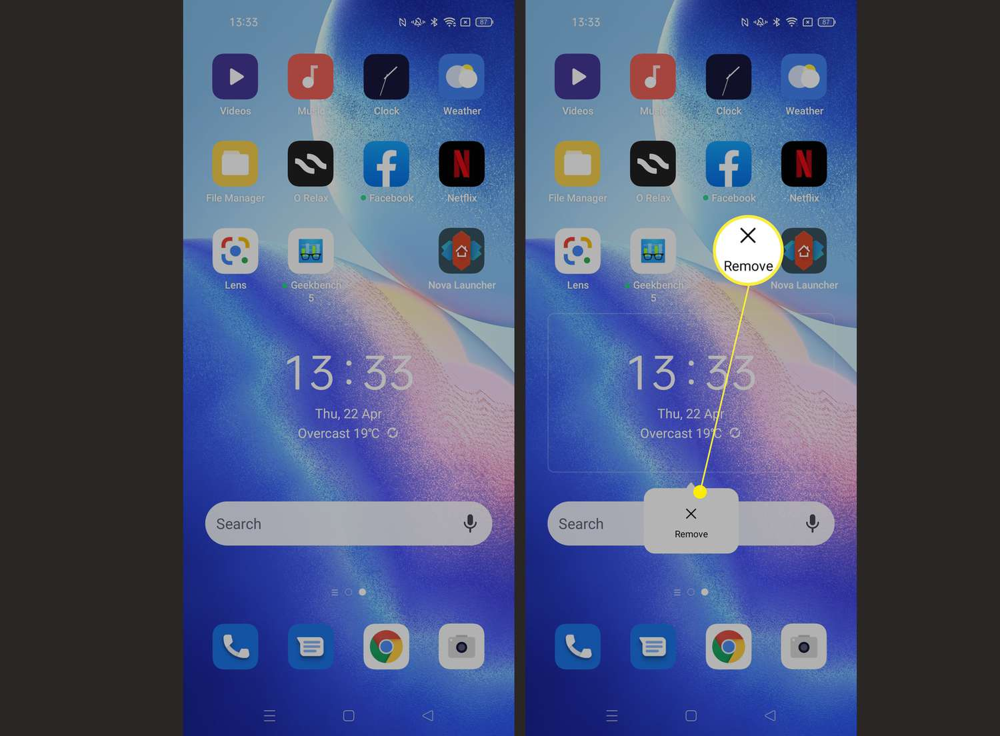 13:33
87
Videos
Music
Clock
Weather
File Manager
O Relax
Facebook
Netflix
Lens
Geekbench
5
Nova Launcher
13:33
Thu, 22 Apr
Overcast 19℃
Search
13:33
87
Videos
Music
Clock
Weather
File Manager
O Relax
Facebook
Netflix
Remove
Lens
Geekbench
5
Nova Launcher
13:33
Thu, 22 Apr
Overcast 19℃
Search
Remove